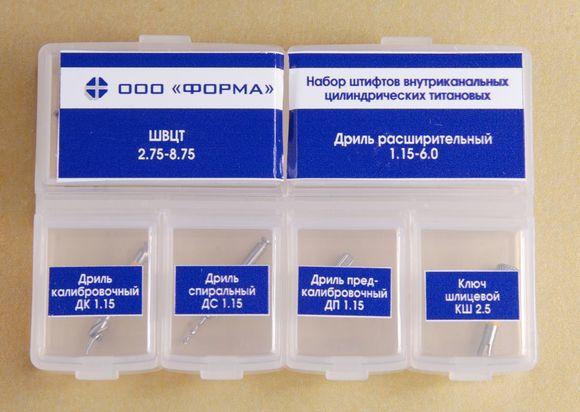 ООО «ФОРМА»
ШВЦТ
2.75-8.75
Набор штифтов внутриканальных
цилиндрических титановых
Дриль расширительный
1.15-6.0
Дриль
калибровочный
ДК 1.15
Дриль
спиральный
ДС 1.15
Дриль пред-
калибровочный
ДП 1.15
Ключ
шлицевой
КШ 2.5